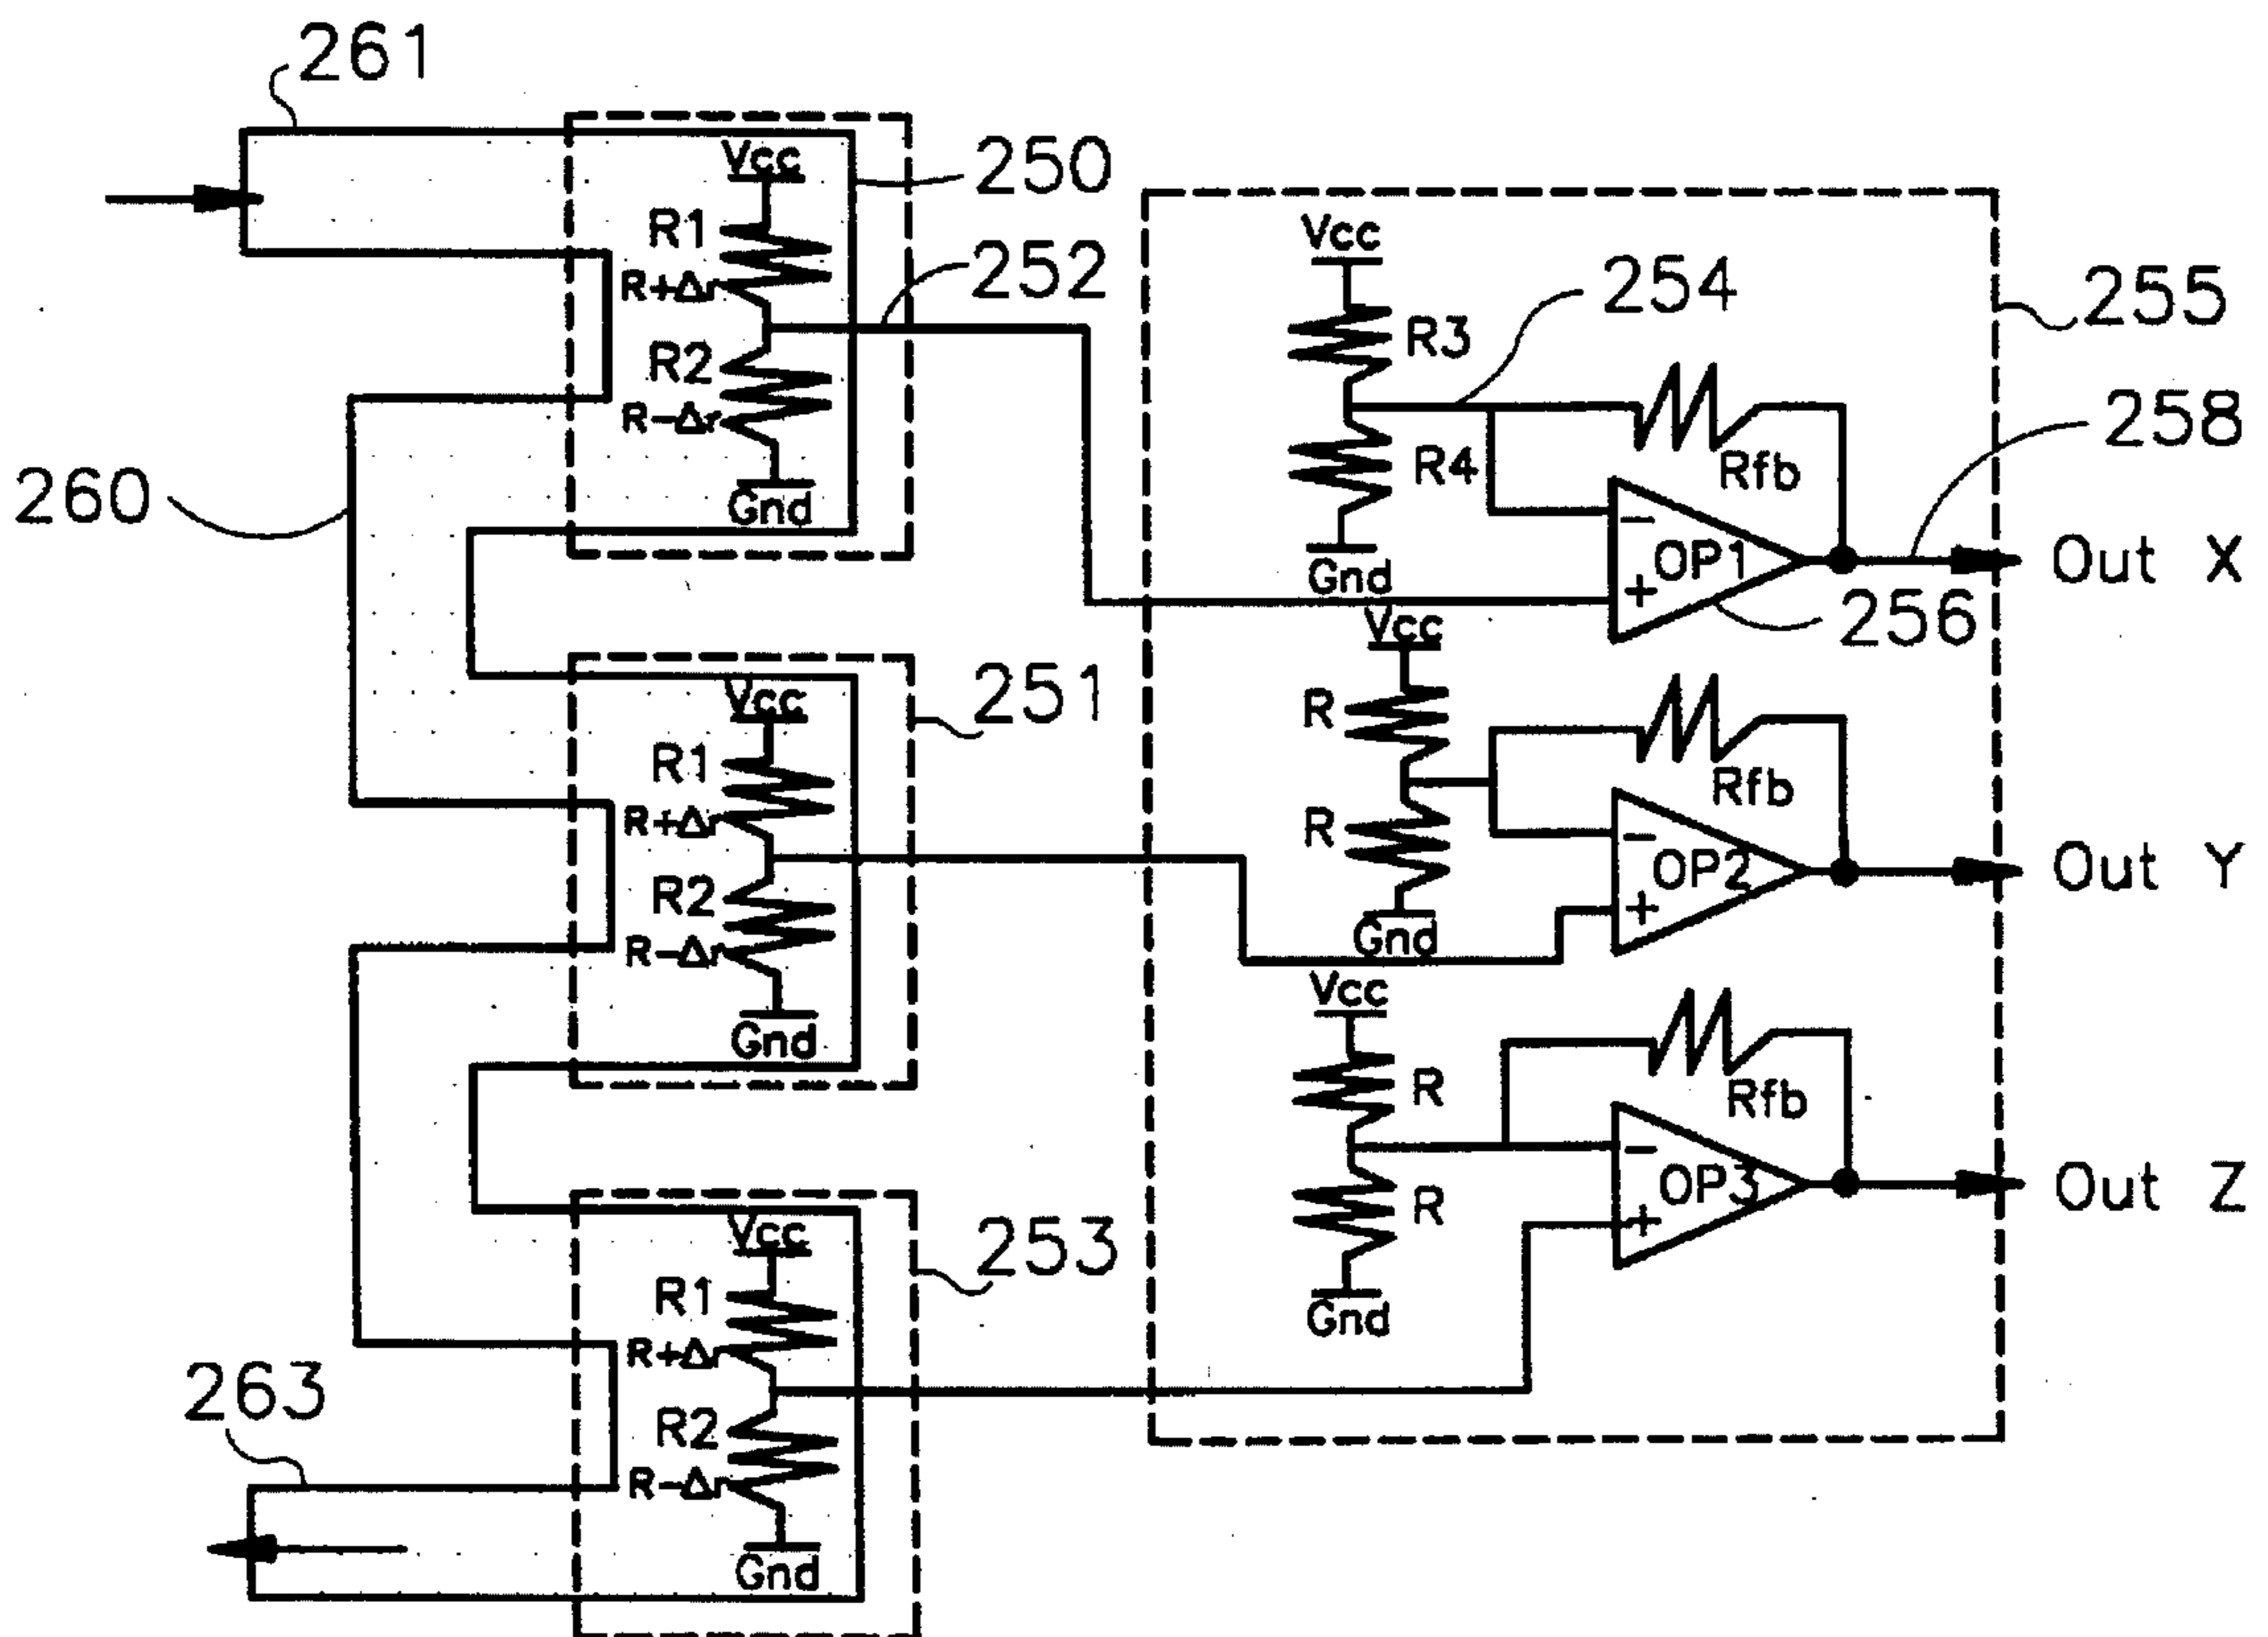 261
Vcc
250
R1
R+Δr
252
R2
R-Δr
Gnd
260
Vcc
R3
254
255
R4
Rfb
258
Gnd
-
OP1
+
256
Out X
251
Vcc
R1
R+Δr
R2
R-Δr
Gnd
Vcc
R
R
Rfb
Gnd
-
OP2
+
Out Y
253
Vcc
R1
R+Δr
R2
R-Δr
Gnd
263
Vcc
R
R
Rfb
Gnd
-
OP3
+
Out Z